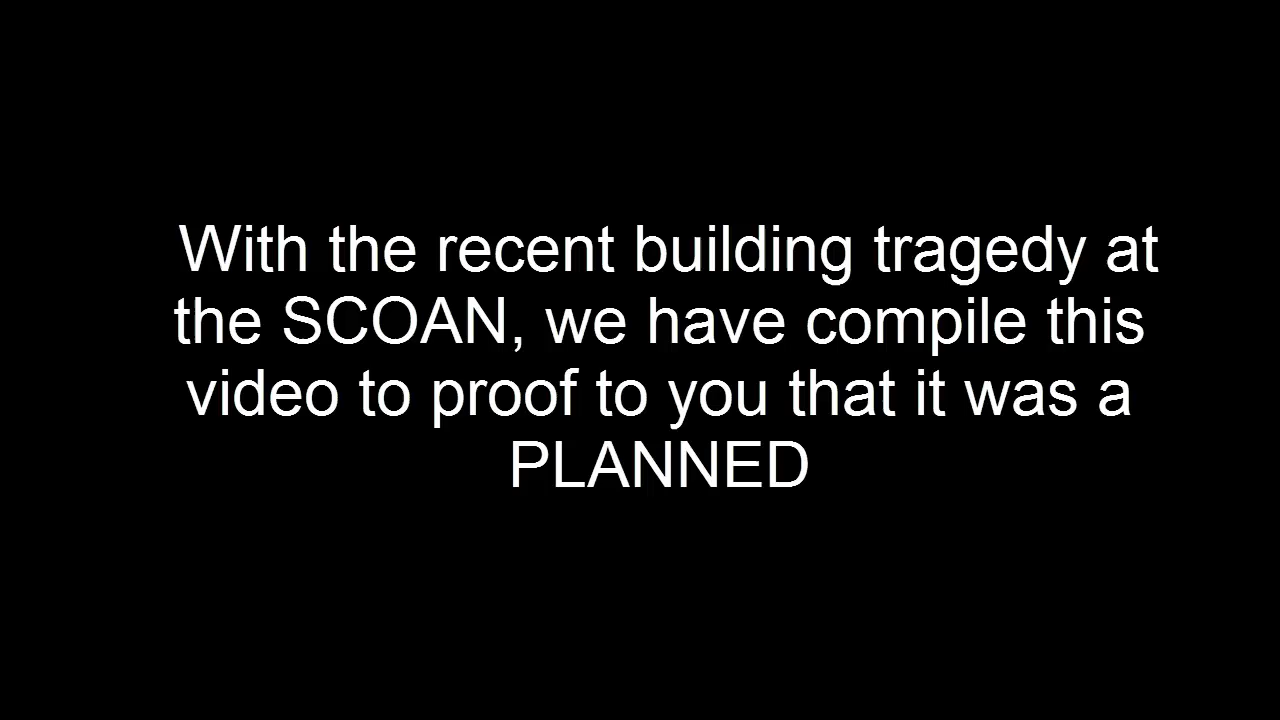 With the recent building tragedy at
the SCOAN, we have compile this
video to proof to you that it was a
PLANNED